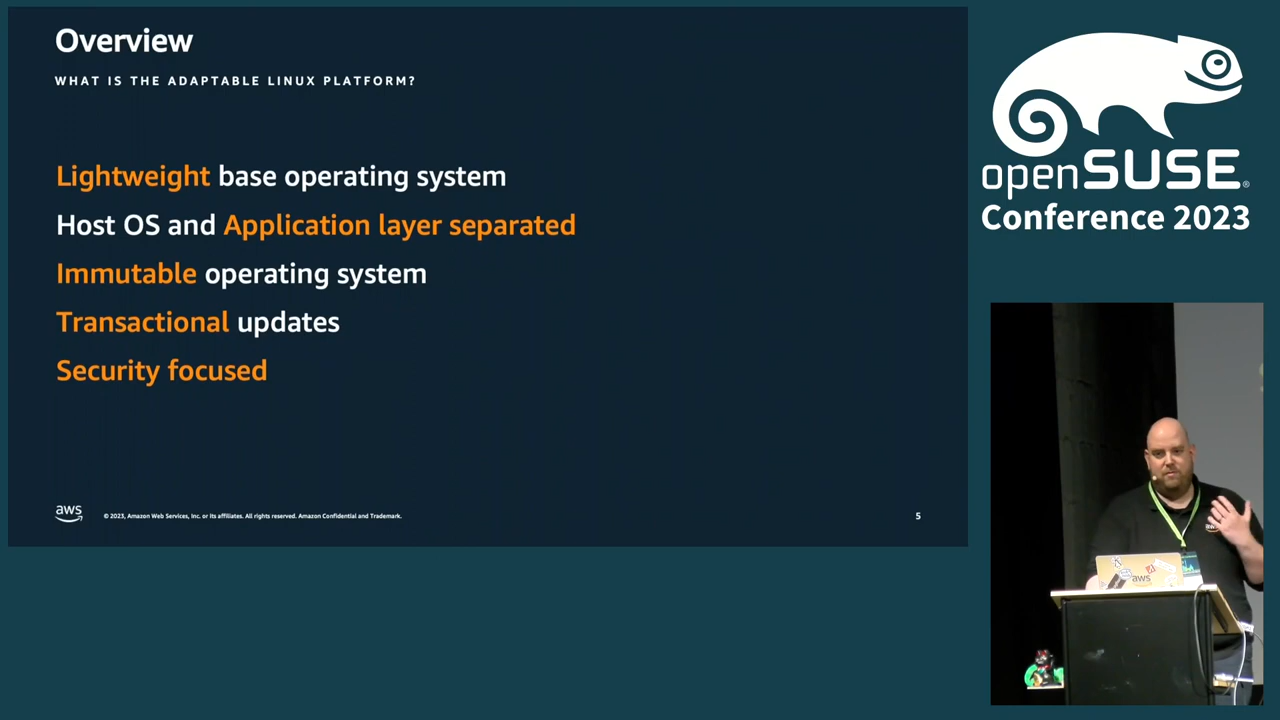 Overview
WHAT IS THE ADAPTABLE LINUX PLATFORM?
Lightweight base operating system
Host OS and Application layer separated
Immutable operating system
Transactional updates
Security focused
aws
© 2023, Amazon Web Services, Inc. or its affiliates. All rights reserved. Amazon Confidential and Trademark.
5
openSUSE®
Conference 2023
aws